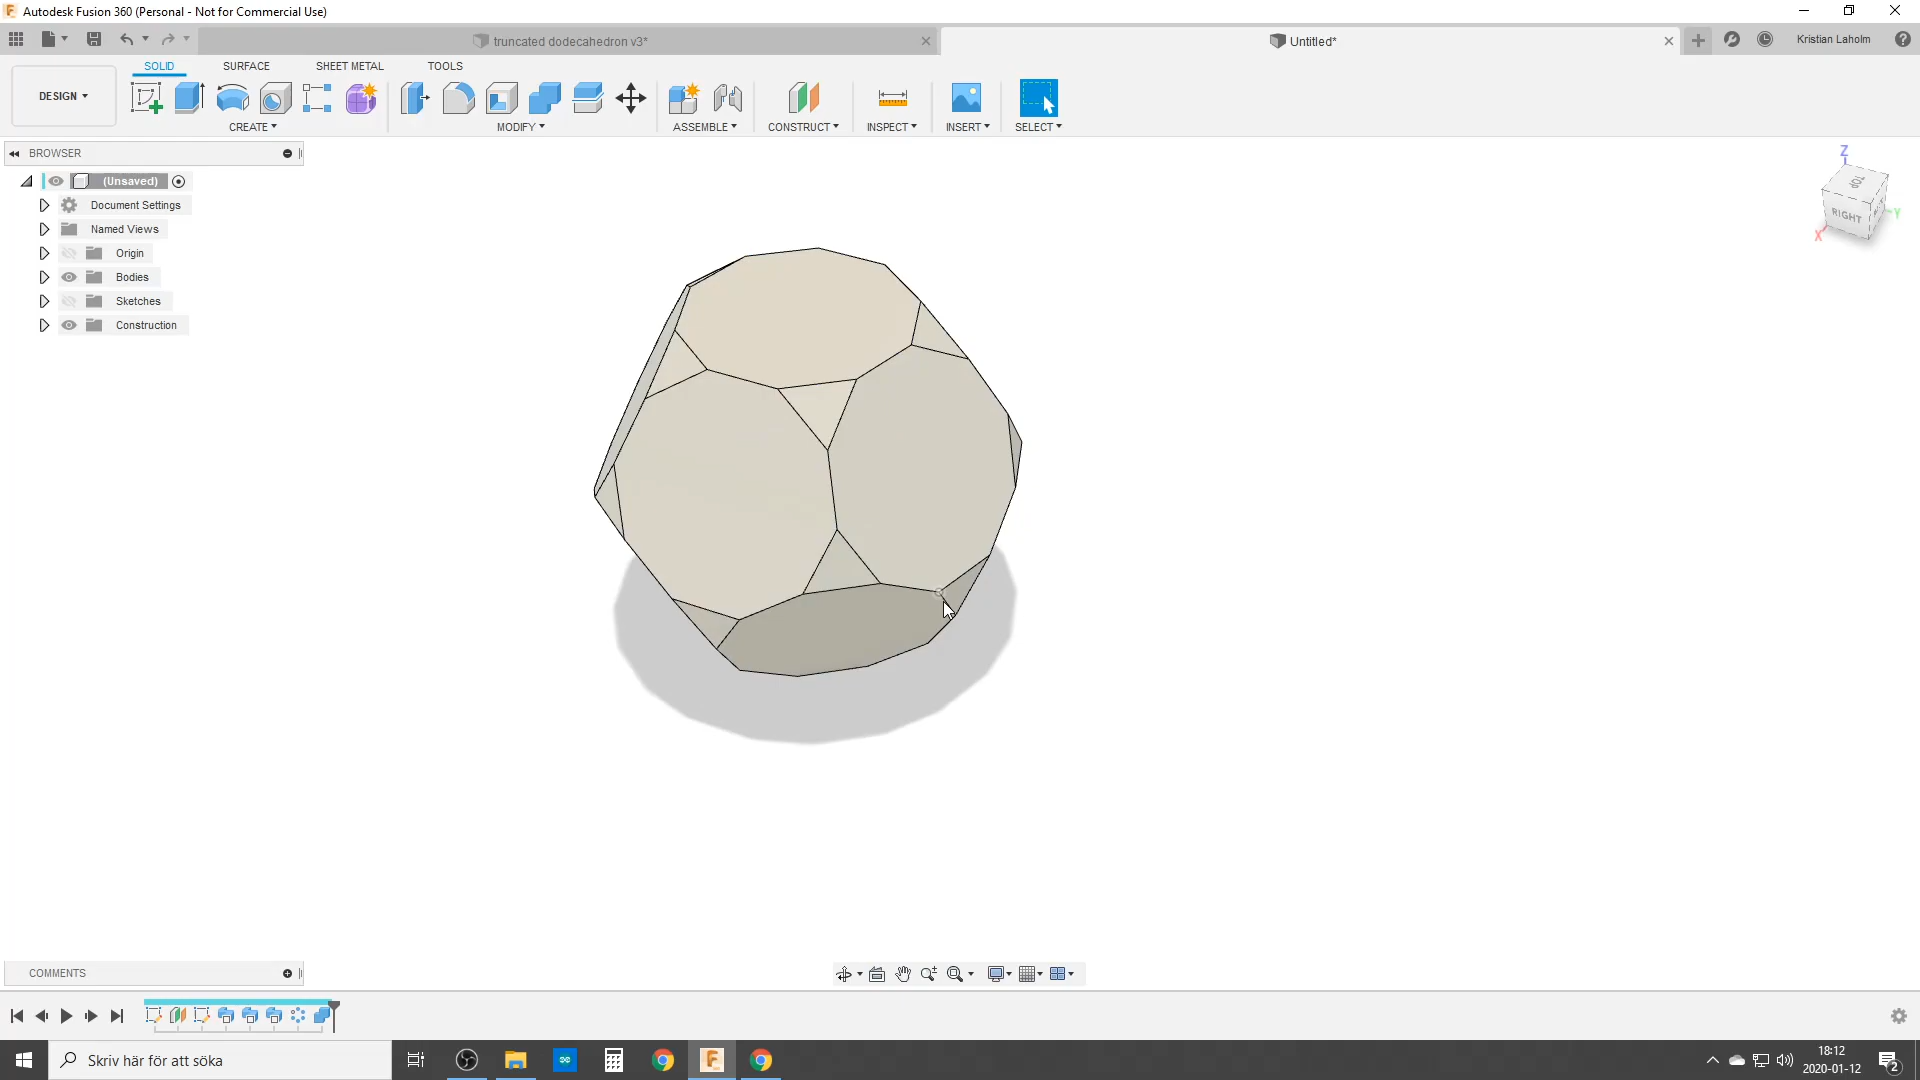 Autodesk Fusion 360 (Personal - Not for Commercial Use)
truncated dodecahedron v3*
Untitled*
Kristian Laholm
DESIGN
SOLID
SURFACE
SHEET METAL
TOOLS
CREATE
MODIFY
ASSEMBLE
CONSTRUCT
INSPECT
INSERT
SELECT
BROWSER
(Unsaved)
Document Settings
Named Views
Origin
Bodies
Sketches
Construction
Z
TOP
RIGHT
Y
X
COMMENTS
Skriv här för att söka
18:12
2020-01-12
2